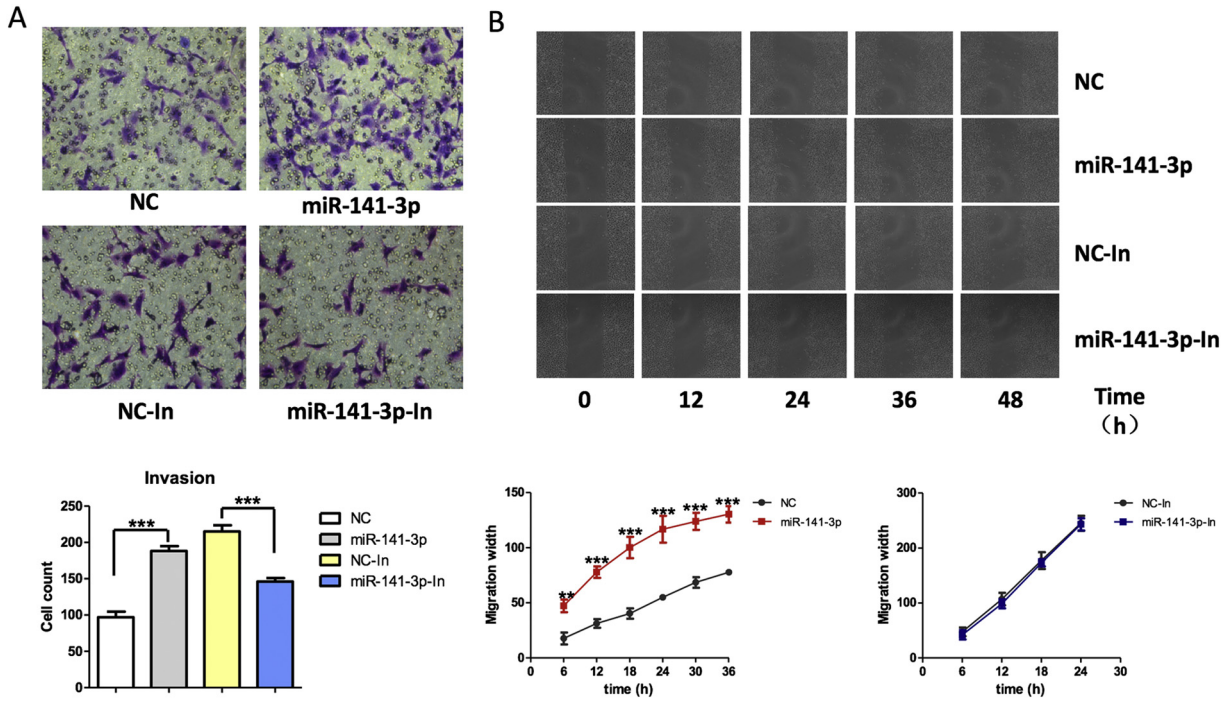 A
NC
miR-141-3p
NC-In
miR-141-3p-In
B
NC
miR-141-3p
NC-In
miR-141-3p-In
0 12 24 36 48 Time
(h)
Invasion
Cell count
250
200
150
100
50
0
***
***
NC
miR-141-3p
NC-In
miR-141-3p-In
Migration width
150
100
50
0
**
***
***
***
***
***
NC
miR-141-3p
0 6 12 18 24 30 36
time (h)
Migration width
300
200
100
0
NC-In
miR-141-3p-In
0 6 12 18 24 30
time (h)